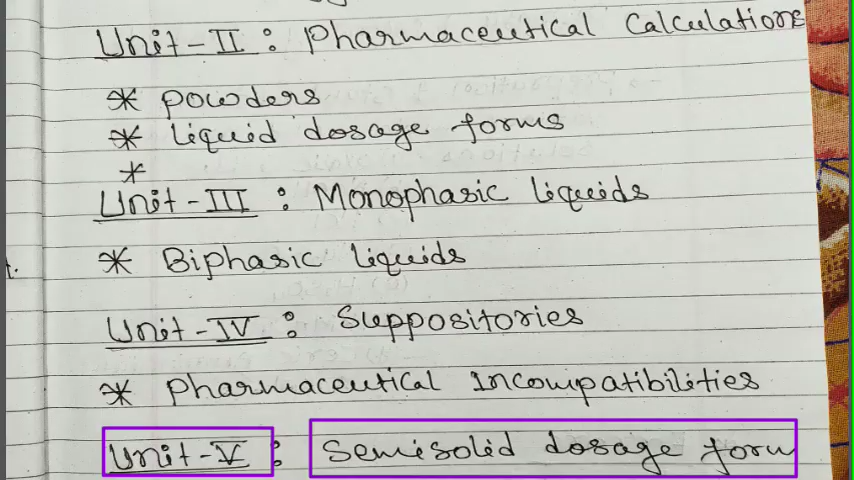 Unit-II : Pharmaceutical Calculations
* Powders
* Liquid dosage forms
*
Unit-III : Monophasic liquids
* Biphasic liquids
Unit-IV : Suppositories
* Pharmaceutical Incompatibilities
Unit-V : Semisolid dosage form